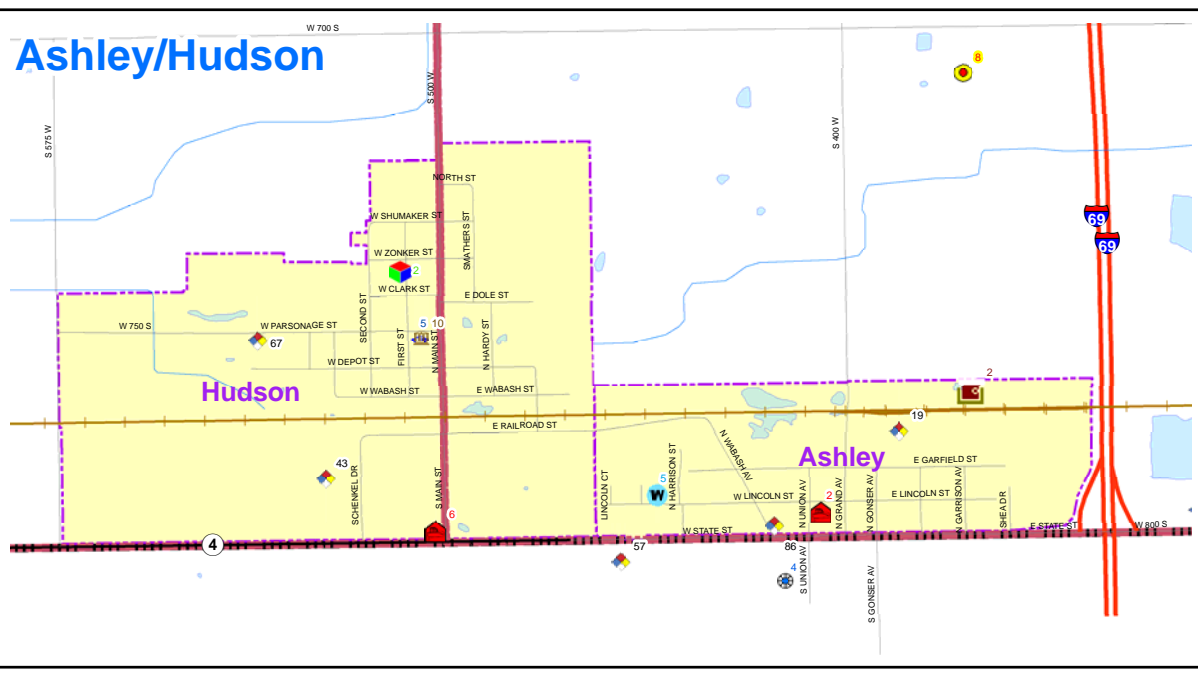 Ashley/Hudson
W 700 S
8
S 500 W
S 575 W
S 400 W
NORTH ST
W SHUMAKER ST
SMATHERS ST
69
69
W ZONKER ST
2
W CLARK ST
E DOLE ST
SECOND ST
FIRST ST
N MAIN ST
N HARDY ST
W 750 S
W PARSONAGE ST
5
10
67
W DEPOT ST
W WABASH ST
E WABASH ST
Hudson
2
19
E RAILROAD ST
N WABASH AV
Ashley
43
SCHENKEL DR
S MAIN ST
LINCOLN CT
N HARRISON ST
E GARFIELD ST
5
W
W LINCOLN ST
E LINCOLN ST
N UNION AV
2
N GRAND AV
N GONSER AV
N GARRISON AV
SHEA DR
6
W STATE ST
E STATE ST
W 800 S
4
57
86
4
S UNION AV
S GONSER AV